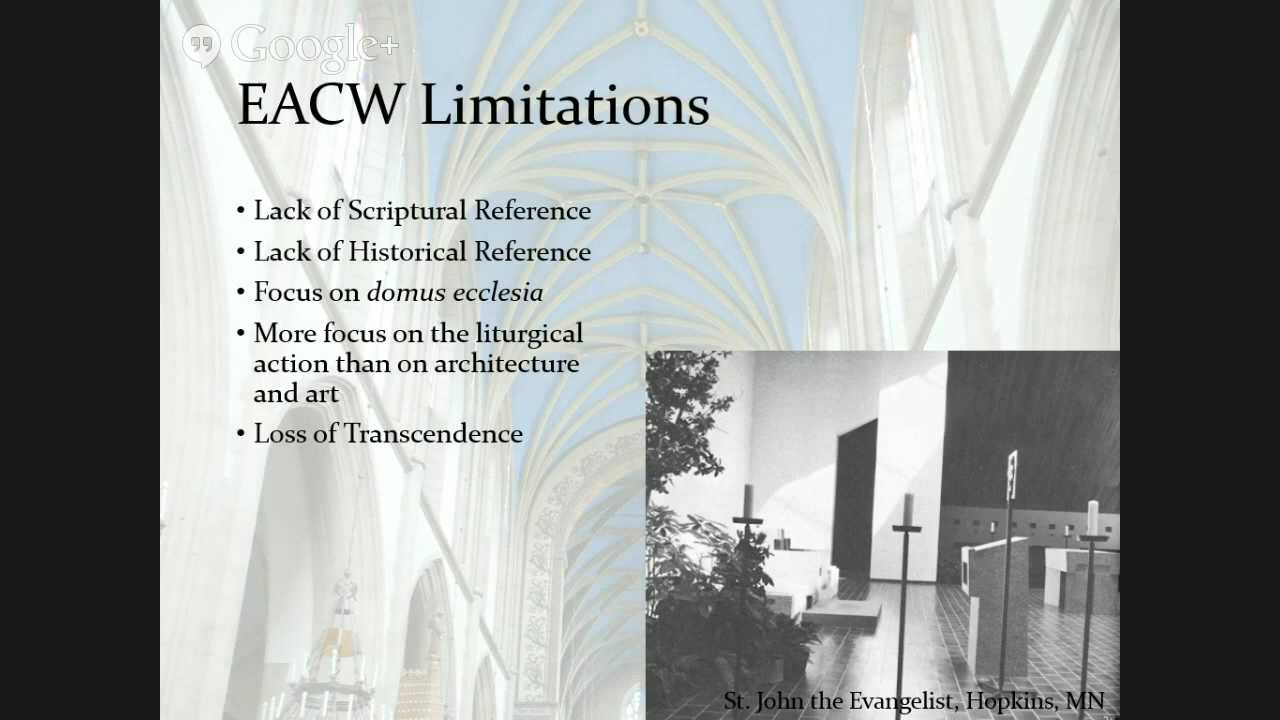 Google+
EACW Limitations
• Lack of Scriptural Reference
• Lack of Historical Reference
• Focus on domus ecclesia
• More focus on the liturgical
action than on architecture
and art
• Loss of Transcendence
St. John the Evangelist, Hopkins, MN